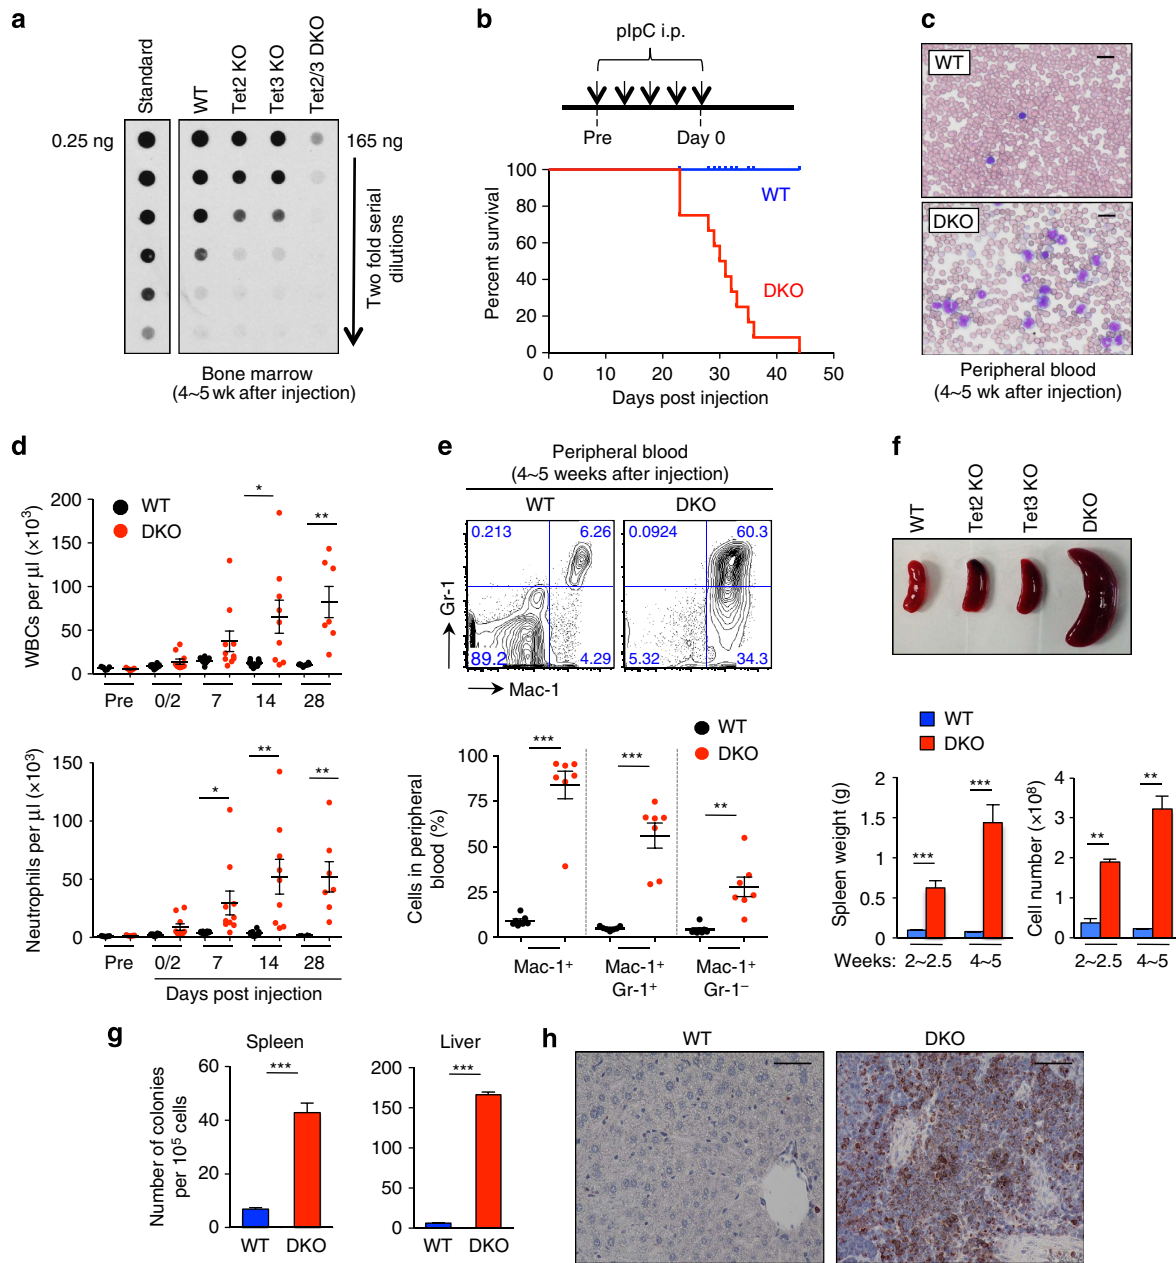 a
Standard
WT
Tet2 KO
Tet3 KO
Tet2/3 DKO
0.25 ng
165 ng
Two fold serial
dilutions
Bone marrow
(4~5 wk after injection)
b
pIpC i.p.
Pre
Day 0
Percent survival
100
80
60
40
20
0
WT
DKO
0
10
20
30
40
50
Days post injection
c
WT
DKO
Peripheral blood
(4~5 wk after injection)
d
WBCs per µl (×10³)
200
150
100
50
0
WT
DKO
*
**
Pre
0/2
7
14
28
Neutrophils per µl (×10³)
150
100
50
0
*
**
**
Pre
0/2
7
14
28
Days post injection
e
Peripheral blood
(4~5 weeks after injection)
WT
DKO
0.213
6.26
89.2
4.29
0.0924
60.3
5.32
34.3
Gr-1
Mac-1
WT
DKO
Cells in peripheral
blood (%)
100
75
50
25
0
***
***
**
Mac-1⁺
Mac-1⁺
Gr-1⁺
Mac-1⁺
Gr-1⁻
f
WT
Tet2 KO
Tet3 KO
DKO
WT
DKO
Spleen weight (g)
2
1.5
1
0.5
0
***
***
Weeks:
2~2.5
4~5
Cell number (×10⁸)
4
3
2
1
0
**
**
2~2.5
4~5
g
Spleen
Number of colonies
per 10⁵ cells
60
40
20
0
***
WT
DKO
Liver
200
150
100
50
0
***
WT
DKO
h
WT
DKO